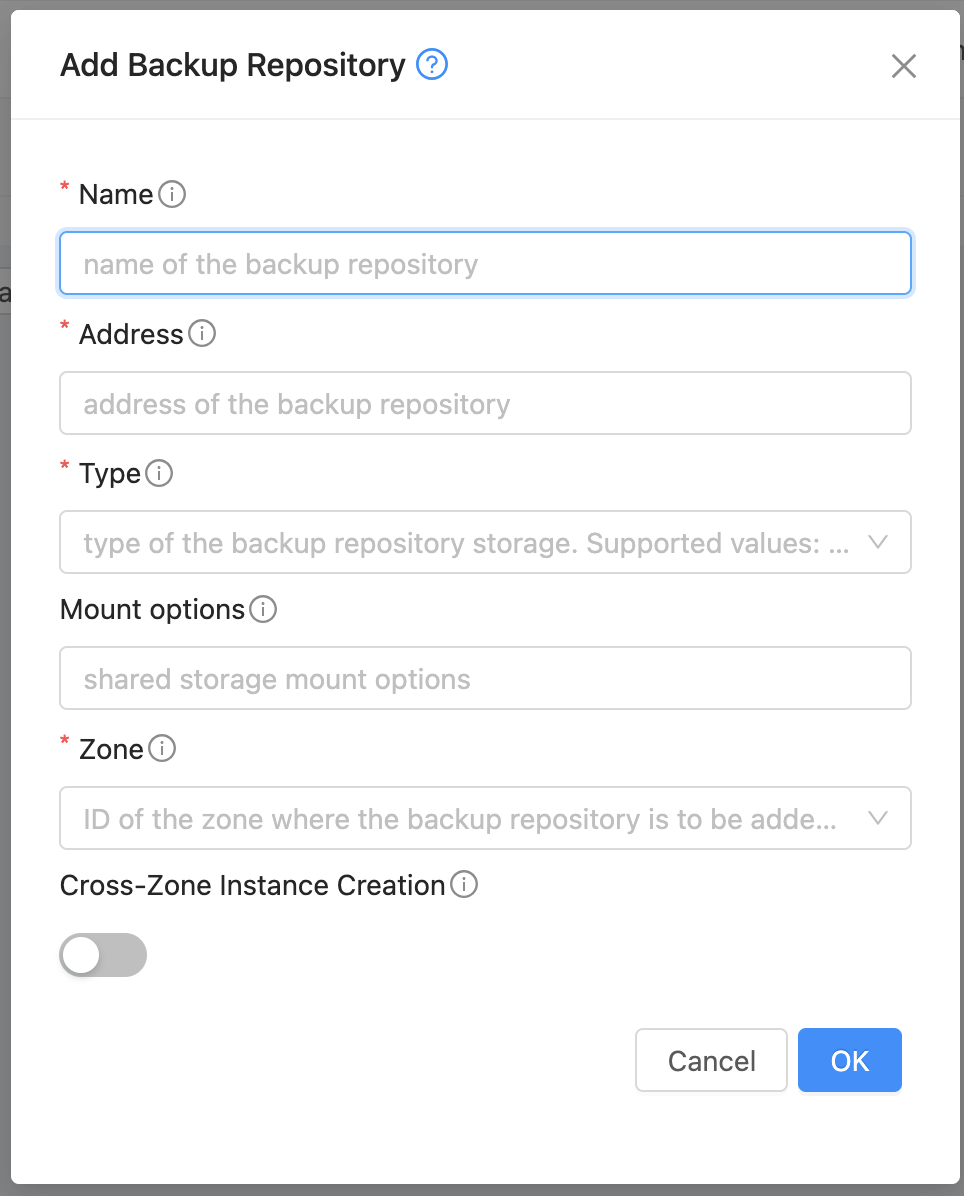 Add Backup Repository ?
* Name
name of the backup repository
* Address
address of the backup repository
* Type
type of the backup repository storage. Supported values: ...
Mount options
shared storage mount options
* Zone
ID of the zone where the backup repository is to be adde...
Cross-Zone Instance Creation
Cancel
OK